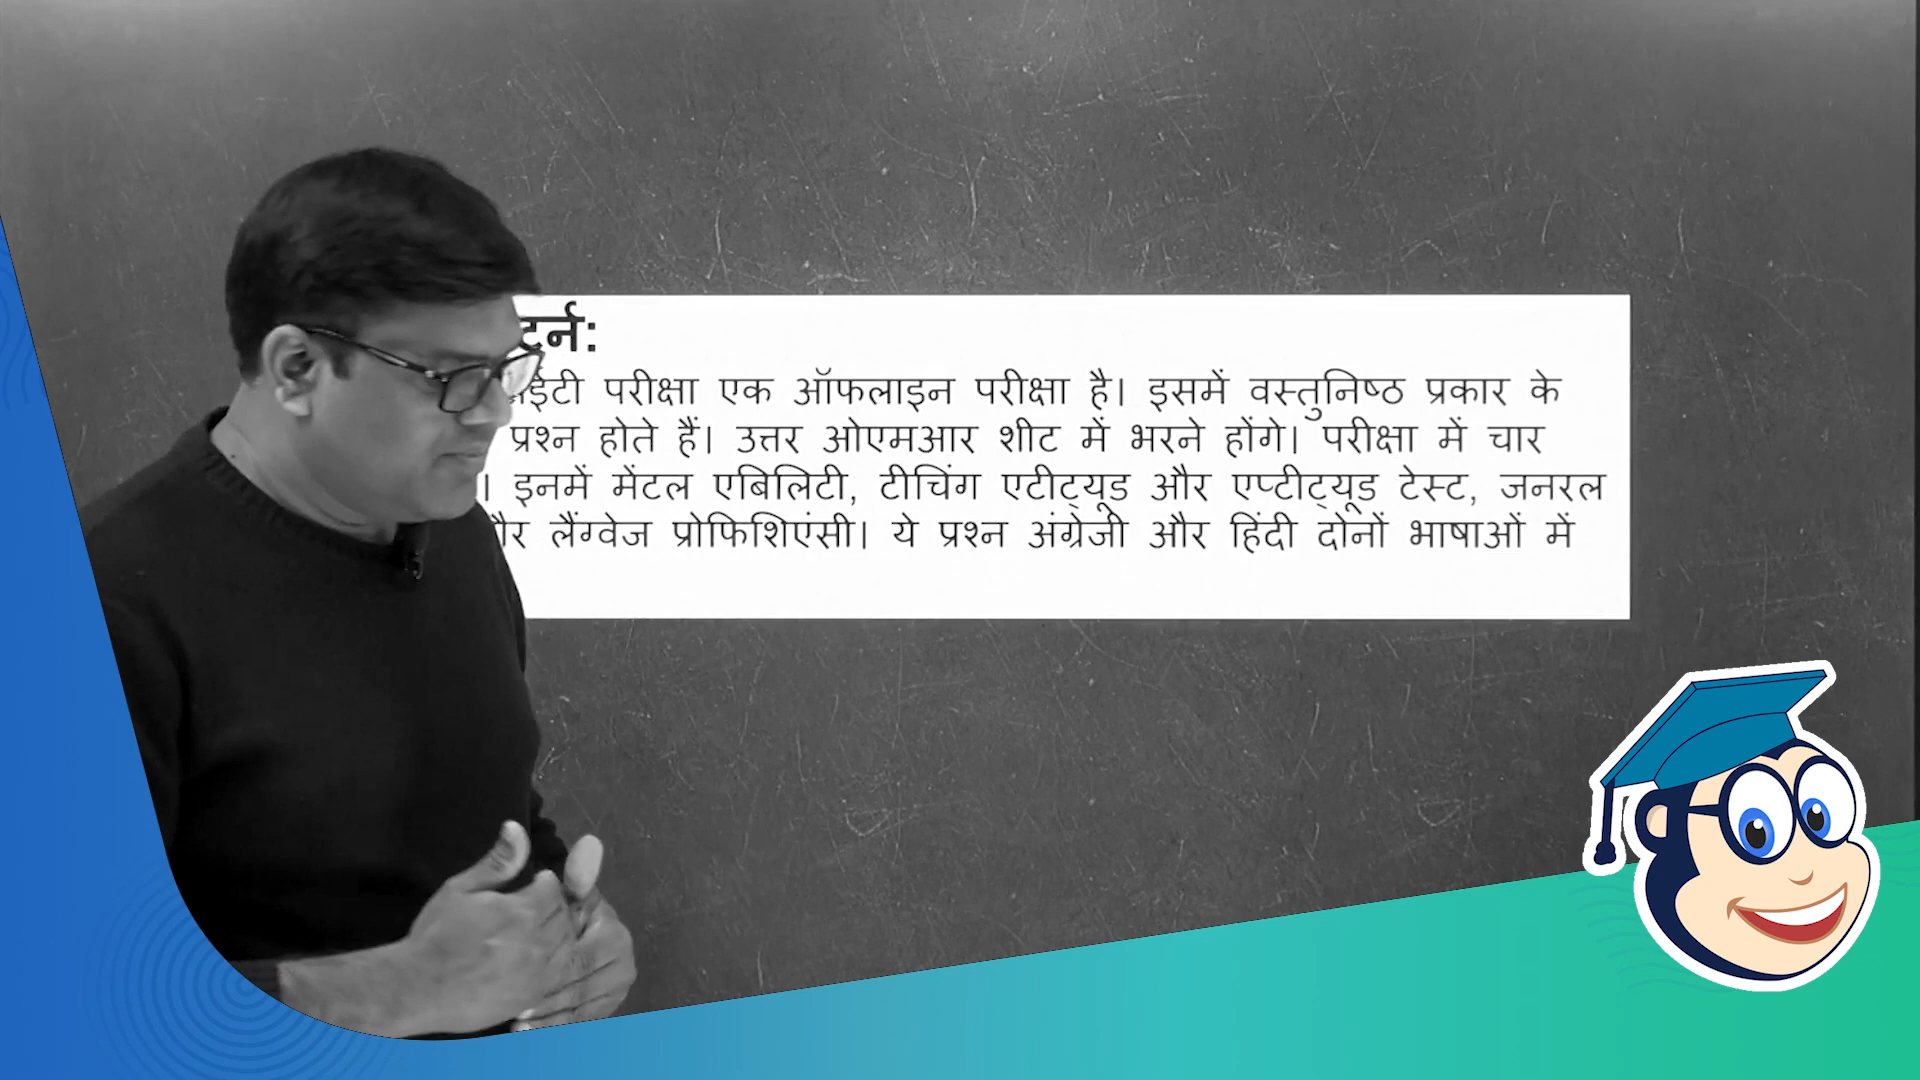 परीक्षा एक ऑफलाइन परीक्षा है। इसमें वस्तुनिष्ठ प्रकार के
प्रश्न होते हैं। उत्तर ओएमआर शीट में भरने होंगे। परीक्षा में चार
। इनमें मेंटल एबिलिटी, टीचिंग एटीट्यूड और एप्टीट्यूड टेस्ट, जनरल
लैंग्वेज प्रोफिशिएंसी। ये प्रश्न अंग्रेजी और हिंदी दोनों भाषाओं में